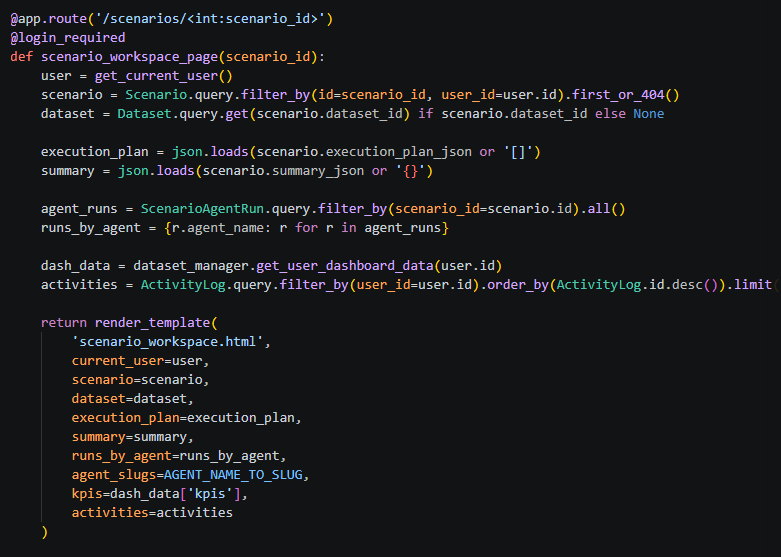 @app.route('/scenarios/<int:scenario_id>')
@login_required
def scenario_workspace_page(scenario_id):
    user = get_current_user()
    scenario = Scenario.query.filter_by(id=scenario_id, user_id=user.id).first_or_404()
    dataset = Dataset.query.get(scenario.dataset_id) if scenario.dataset_id else None
    execution_plan = json.loads(scenario.execution_plan_json or '[]')
    summary = json.loads(scenario.summary_json or '{}')
    agent_runs = ScenarioAgentRun.query.filter_by(scenario_id=scenario.id).all()
    runs_by_agent = {r.agent_name: r for r in agent_runs}
    dash_data = dataset_manager.get_user_dashboard_data(user.id)
    activities = ActivityLog.query.filter_by(user_id=user.id).order_by(ActivityLog.id.desc()).limit(
    return render_template(
        'scenario_workspace.html',
        current_user=user,
        scenario=scenario,
        dataset=dataset,
        execution_plan=execution_plan,
        summary=summary,
        runs_by_agent=runs_by_agent,
        agent_slugs=AGENT_NAME_TO_SLUG,
        kpis=dash_data['kpis'],
        activities=activities
    )